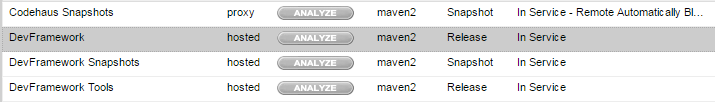 Codehaus Snapshots proxy ANALYZE maven2 Snapshot In Service - Remote Automatically Bl...
DevFramework hosted ANALYZE maven2 Release In Service
DevFramework Snapshots hosted ANALYZE maven2 Snapshot In Service
DevFramework Tools hosted ANALYZE maven2 Release In Service